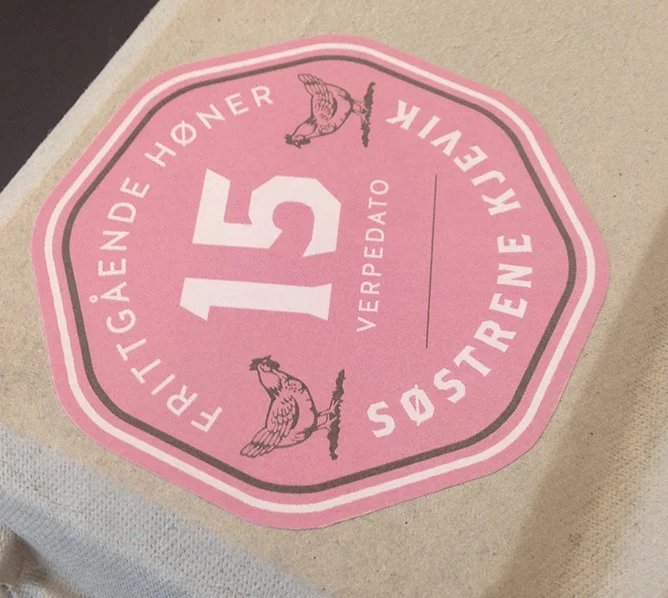 FRITTGÅENDE HØNER
15
VERPEDATO
SØSTRENE KJEVIK